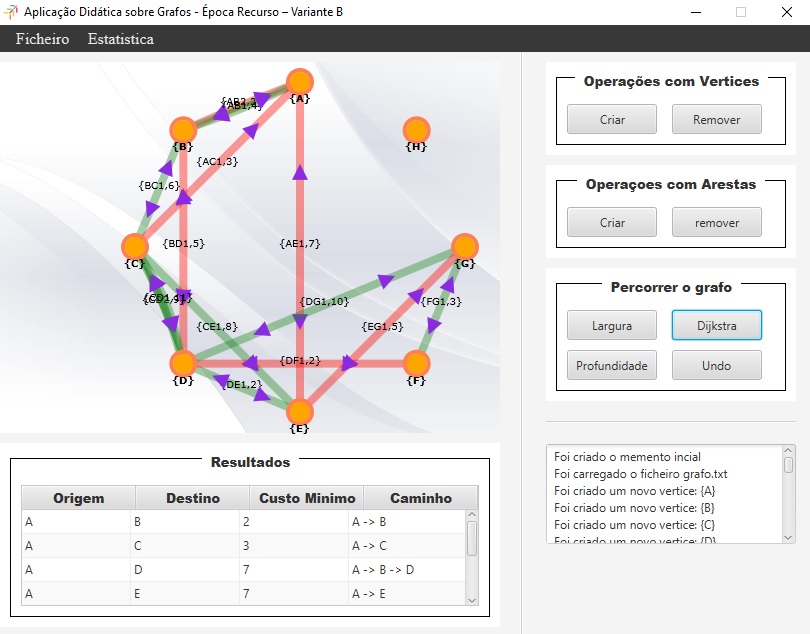 Aplicação Didática sobre Grafos - Época Recurso – Variante B
Ficheiro Estatistica
{A}
{AB1,4}
{B}
{H}
{AC1,3}
{BC1,6}
{BD1,5}
{AE1,7}
{C}
{G}
{DG1,10}
{FG1,3}
{CE1,8}
{EG1,5}
{DF1,2}
{D}
{F}
{DE1,2}
{E}
Operações com Vertices
Criar Remover
Operaçoes com Arestas
Criar remover
Percorrer o grafo
Largura Dijkstra
Profundidade Undo
Resultados
Origem Destino Custo Minimo Caminho
A B 2 A -> B
A C 3 A -> C
A D 7 A -> B -> D
A E 7 A -> E
Foi criado o memento incial
Foi carregado o ficheiro grafo.txt
Foi criado um novo vertice: {A}
Foi criado um novo vertice: {B}
Foi criado um novo vertice: {C}
Foi criado um novo vertice: {D}